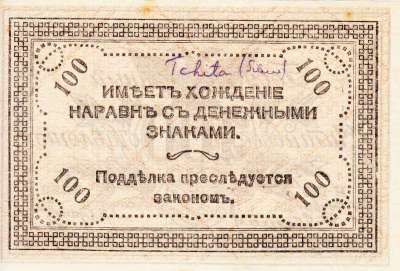 Tchita
100 100
ИМѢЕТЪ ХОЖДЕНІЕ
НАРАВНѢ СЪ ДЕНЕЖНЫМИ
ЗНАКАМИ.
Поддѣлка преслѣдуется
закономъ.
100 100